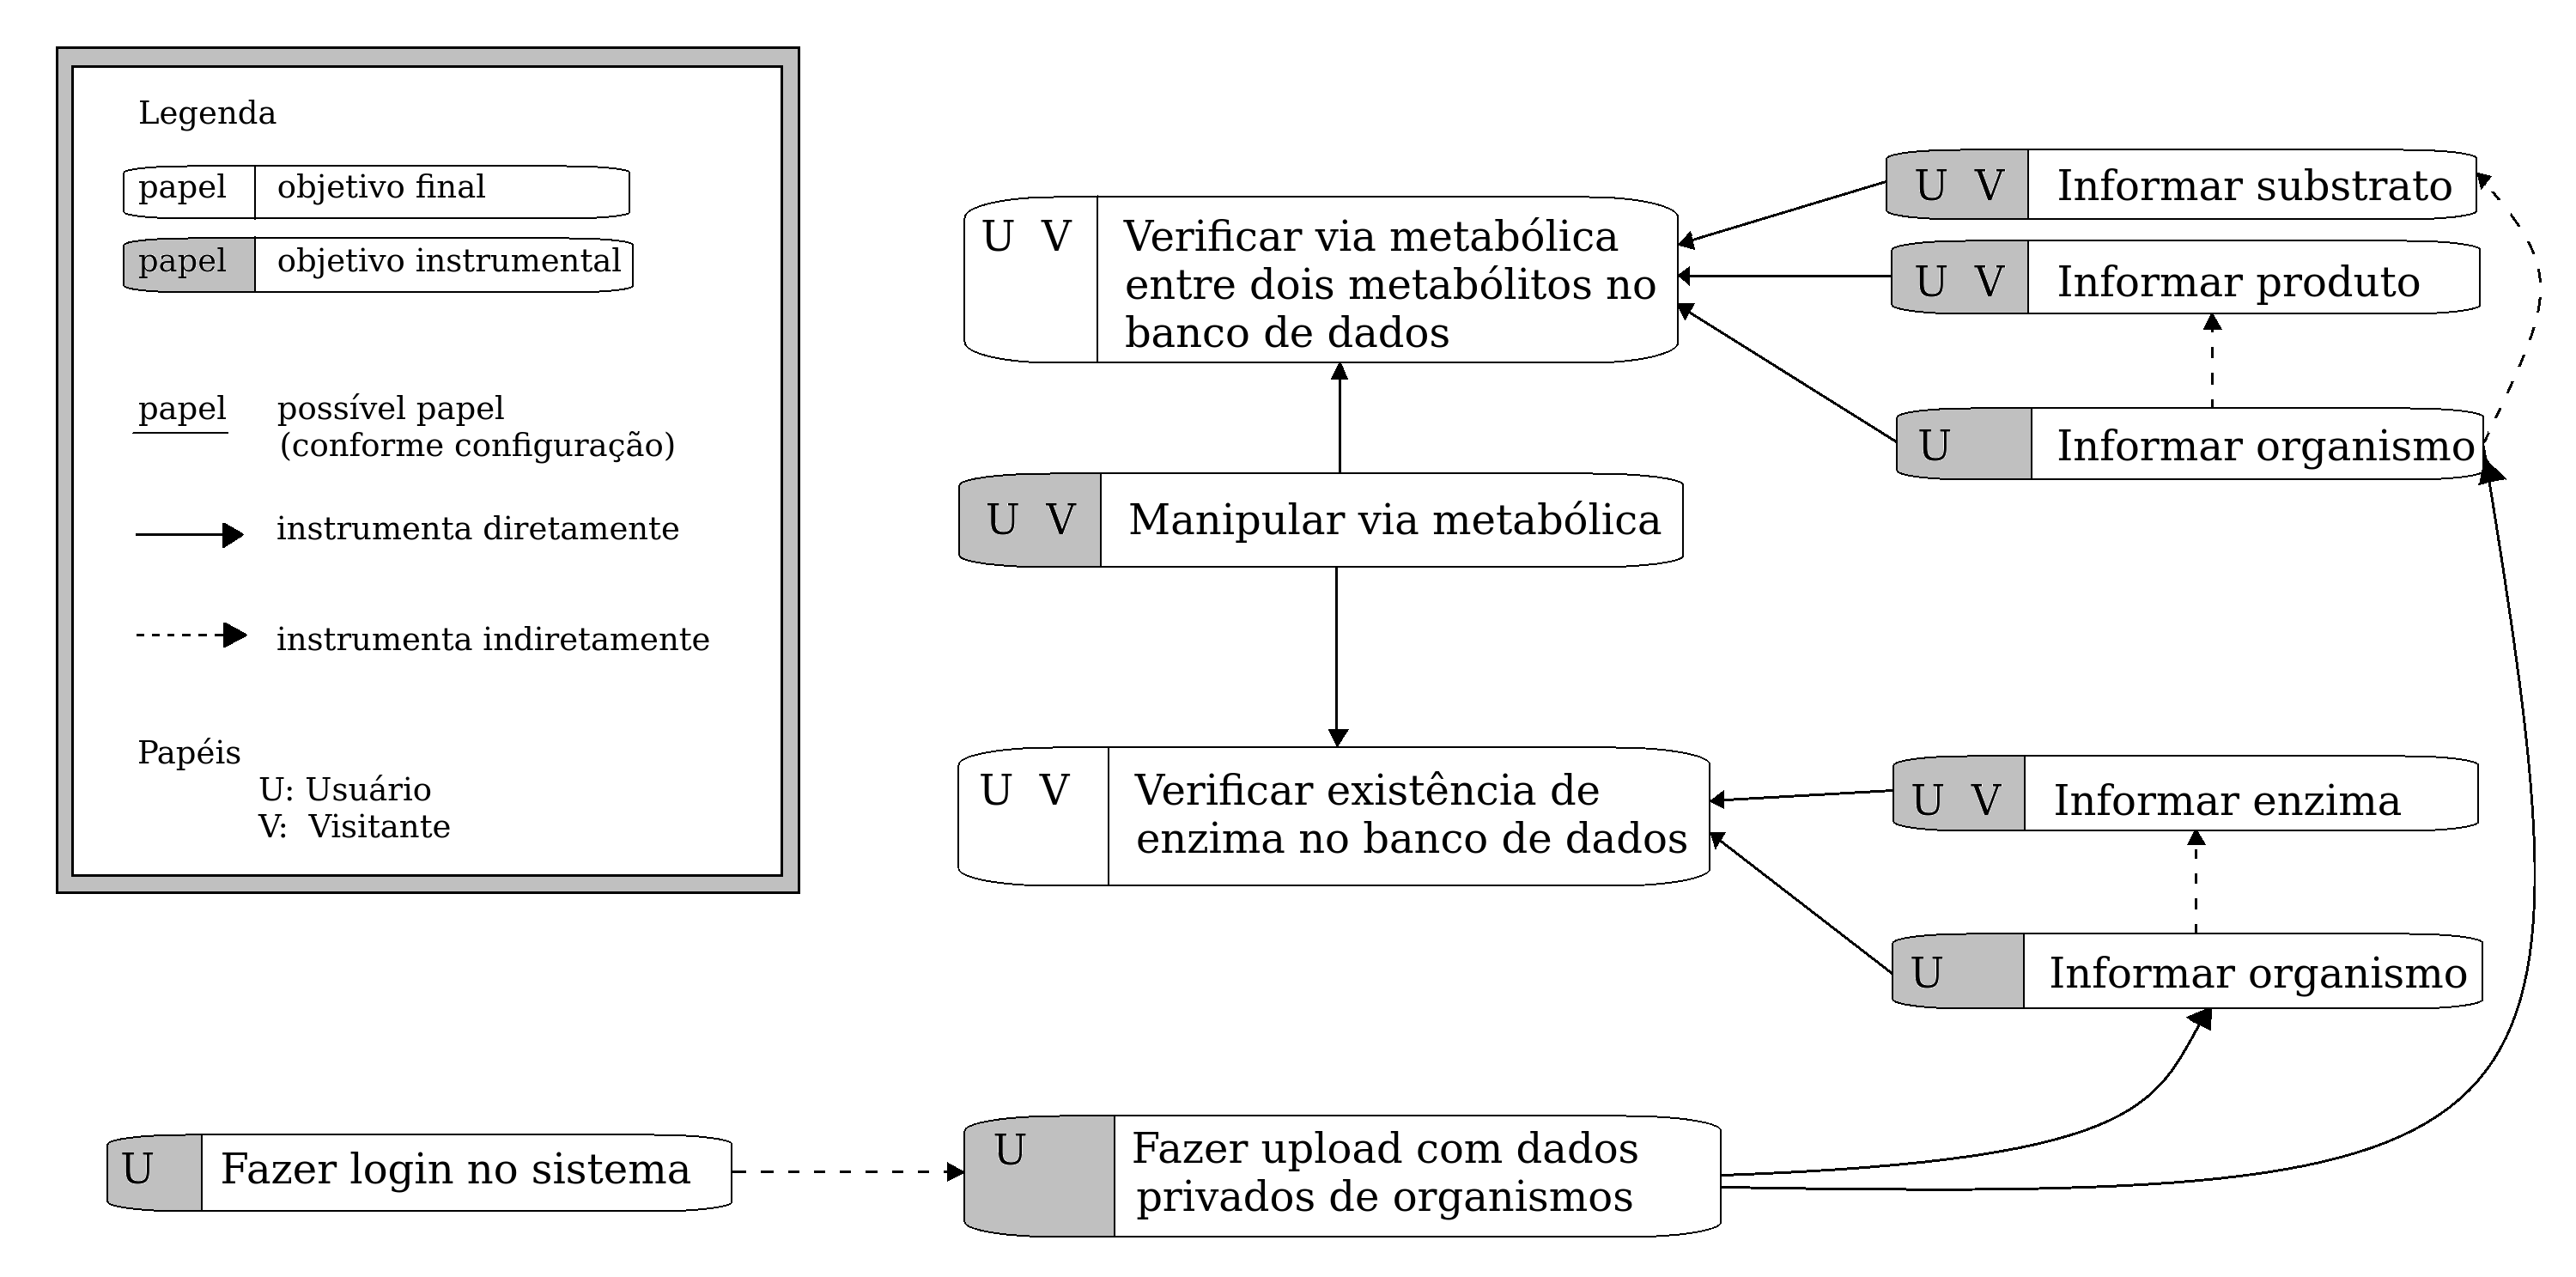 Legenda
papel objetivo final
papel objetivo instrumental
papel possível papel
(conforme configuração)
instrumenta diretamente
instrumenta indiretamente
Papéis
U: Usuário
V: Visitante
U V Verificar via metabólica
entre dois metabólitos no
banco de dados
U V Informar substrato
U V Informar produto
U Informar organismo
U V Manipular via metabólica
U V Verificar existência de
enzima no banco de dados
U V Informar enzima
U Informar organismo
U Fazer login no sistema
U Fazer upload com dados
privados de organismos